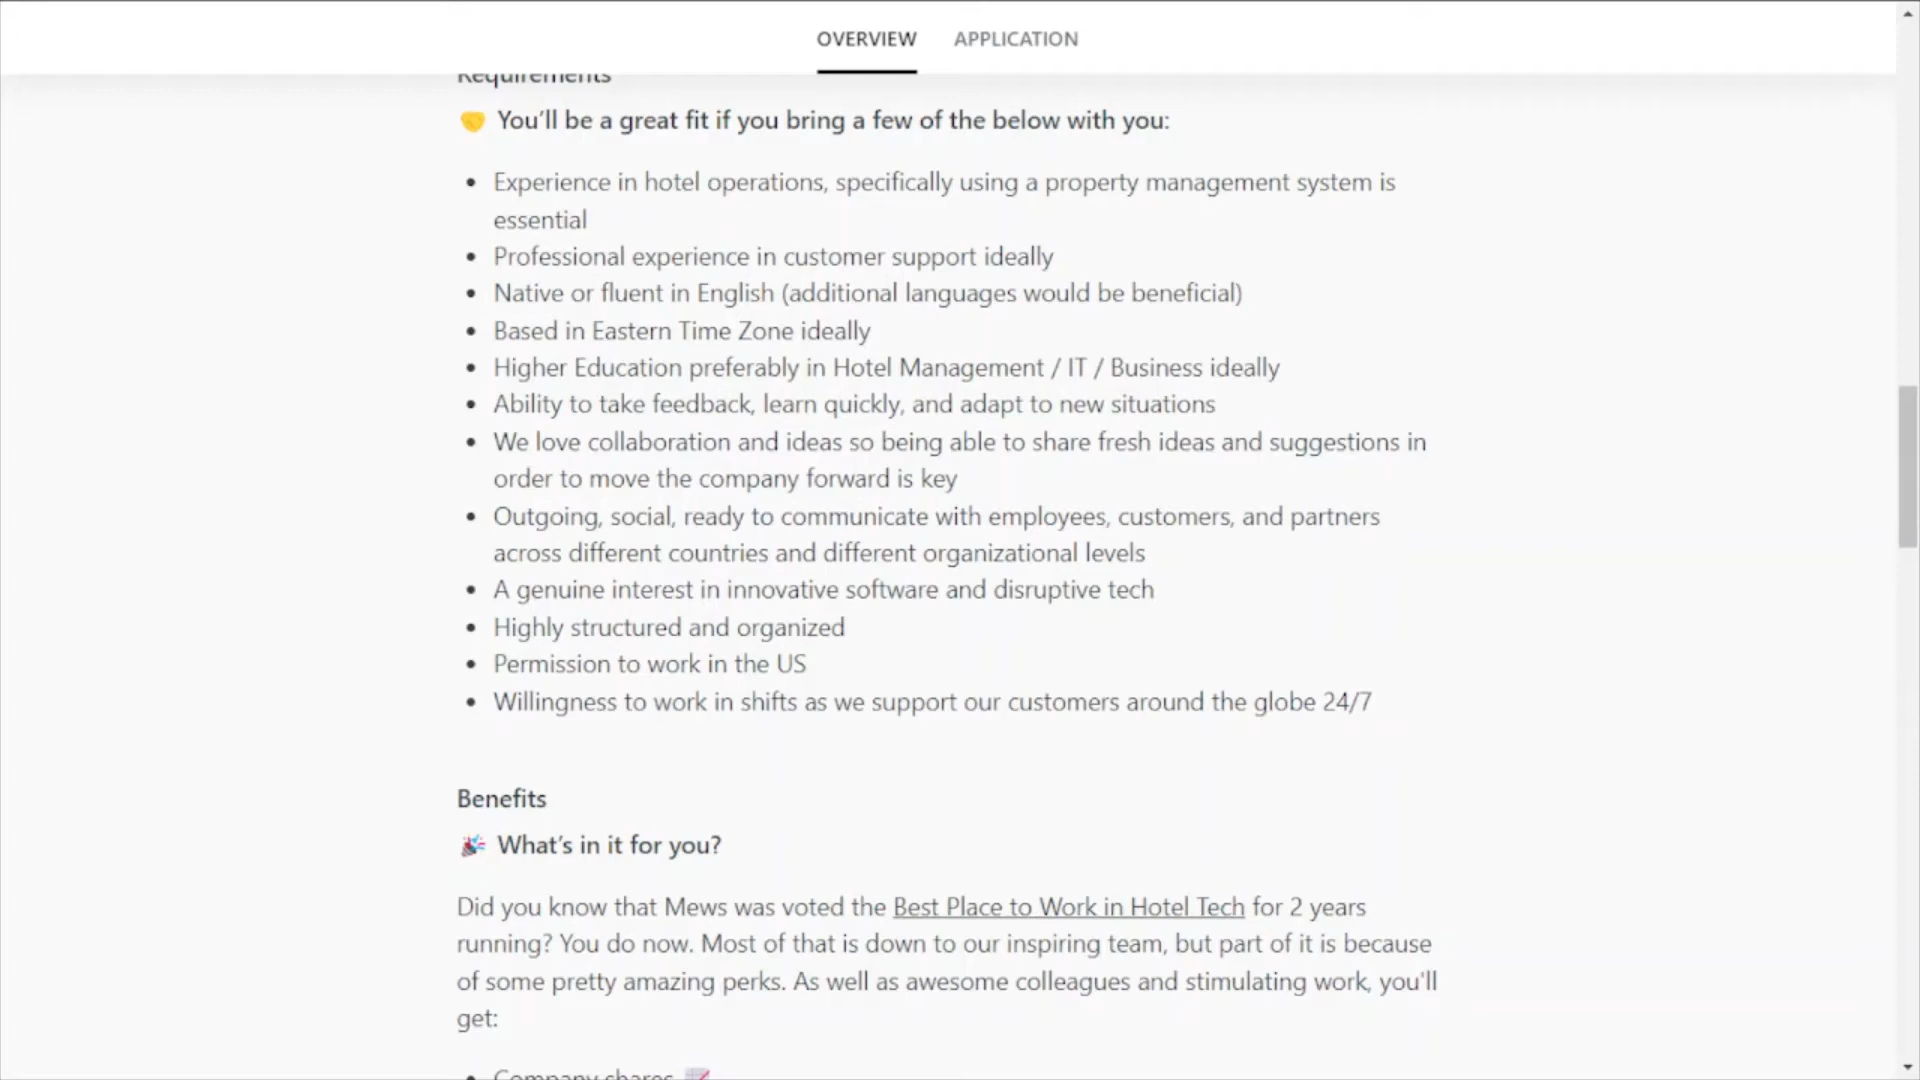 OVERVIEW APPLICATION
Requirements
You’ll be a great fit if you bring a few of the below with you:
Experience in hotel operations, specifically using a property management system is
essential
Professional experience in customer support ideally
Native or fluent in English (additional languages would be beneficial)
Based in Eastern Time Zone ideally
Higher Education preferably in Hotel Management / IT / Business ideally
Ability to take feedback, learn quickly, and adapt to new situations
We love collaboration and ideas so being able to share fresh ideas and suggestions in
order to move the company forward is key
Outgoing, social, ready to communicate with employees, customers, and partners
across different countries and different organizational levels
A genuine interest in innovative software and disruptive tech
Highly structured and organized
Permission to work in the US
Willingness to work in shifts as we support our customers around the globe 24/7
Benefits
What’s in it for you?
Did you know that Mews was voted the Best Place to Work in Hotel Tech for 2 years
running? You do now. Most of that is down to our inspiring team, but part of it is because
of some pretty amazing perks. As well as awesome colleagues and stimulating work, you'll
get:
Company shares